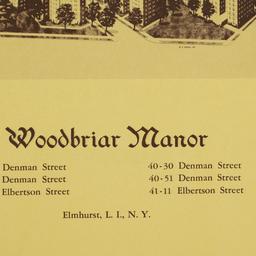 Woodbriar Manor
Denman Street 40-30 Denman Street
Denman Street 40-51 Denman Street
Elbertson Street 41-11 Elbertson Street
Elmhurst, L. I., N. Y.